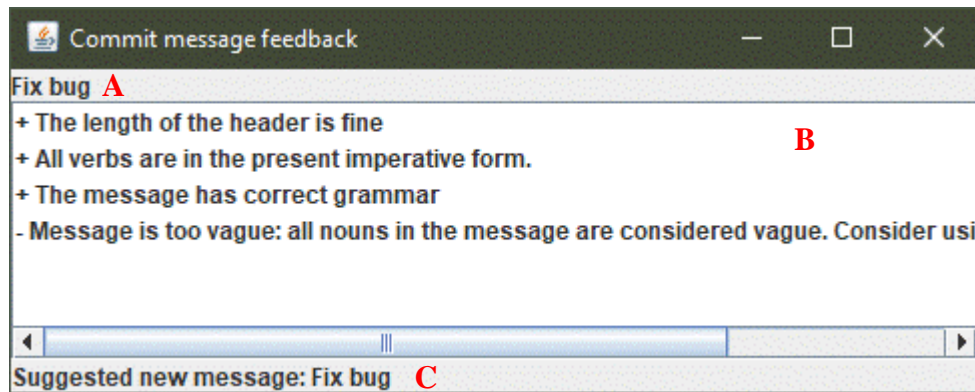 Commit message feedback
Fix bug A
+ The length of the header is fine
B
+ All verbs are in the present imperative form.
+ The message has correct grammar
- Message is too vague: all nouns in the message are considered vague. Consider usi
Suggested new message: Fix bug C